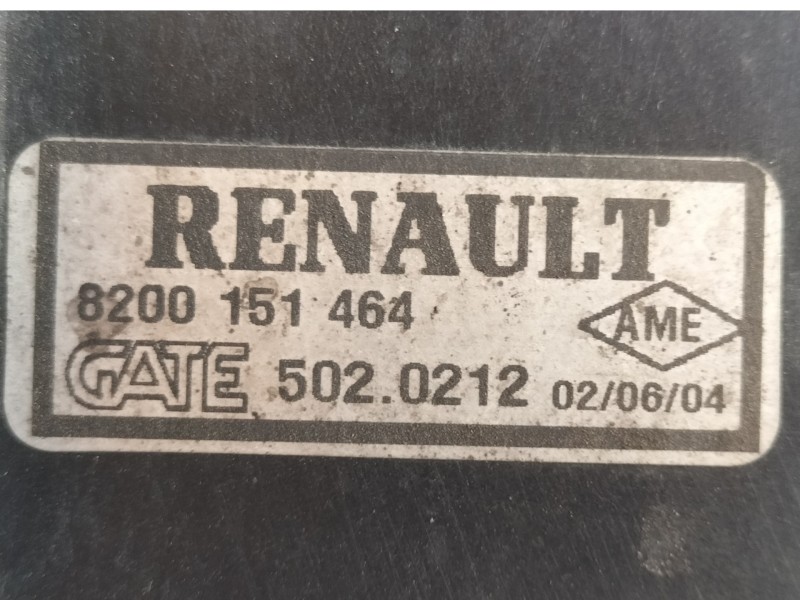 RENAULT
8200 151 464
AME
GATE 502.0212 02/06/04